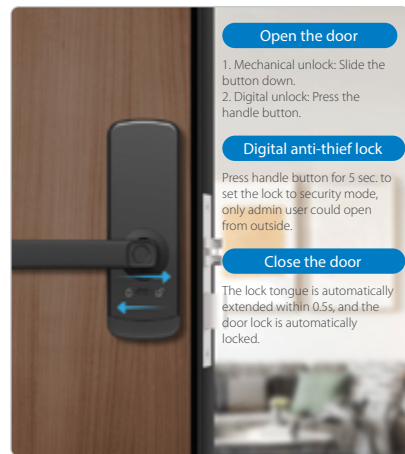 Open the door
1. Mechanical unlock: Slide the
button down.
2. Digital unlock: Press the
handle button.
Digital anti-thief lock
Press handle button for 5 sec. to
set the lock to security mode,
only admin user could open
from outside.
Close the door
The lock tongue is automatically
extended within 0.5s, and the
door lock is automatically
locked.